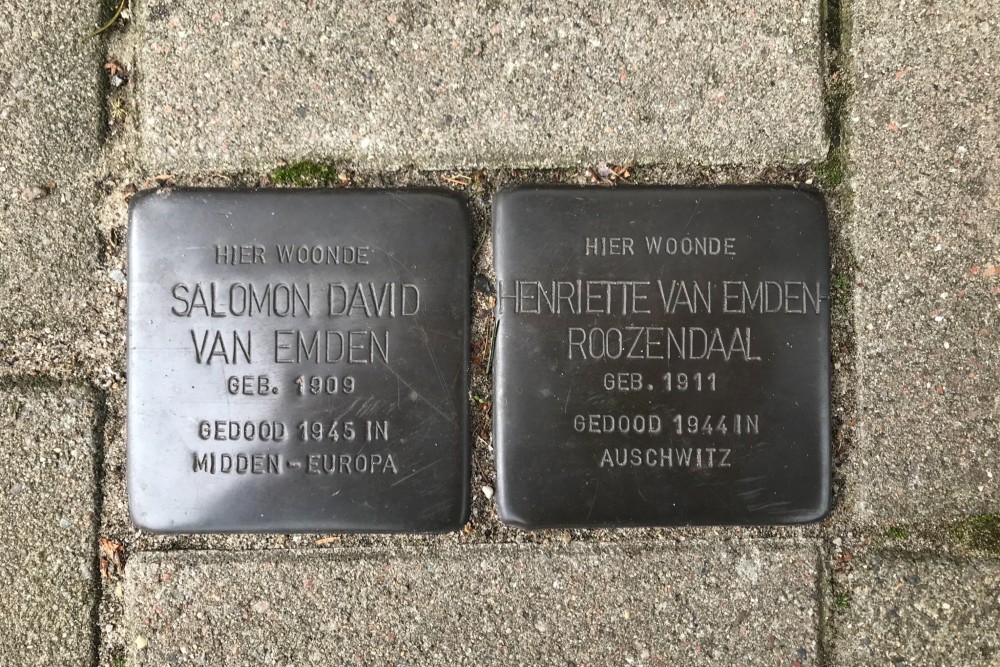 HIER WOONDE
SALOMON DAVID
VAN EMDEN
GEB. 1909
GEDOOD 1945 IN
MIDDEN-EUROPA
HIER WOONDE
HENRIETTE VAN EMDEN-
ROOZENDAAL
GEB. 1911
GEDOOD 1944 IN
AUSCHWITZ